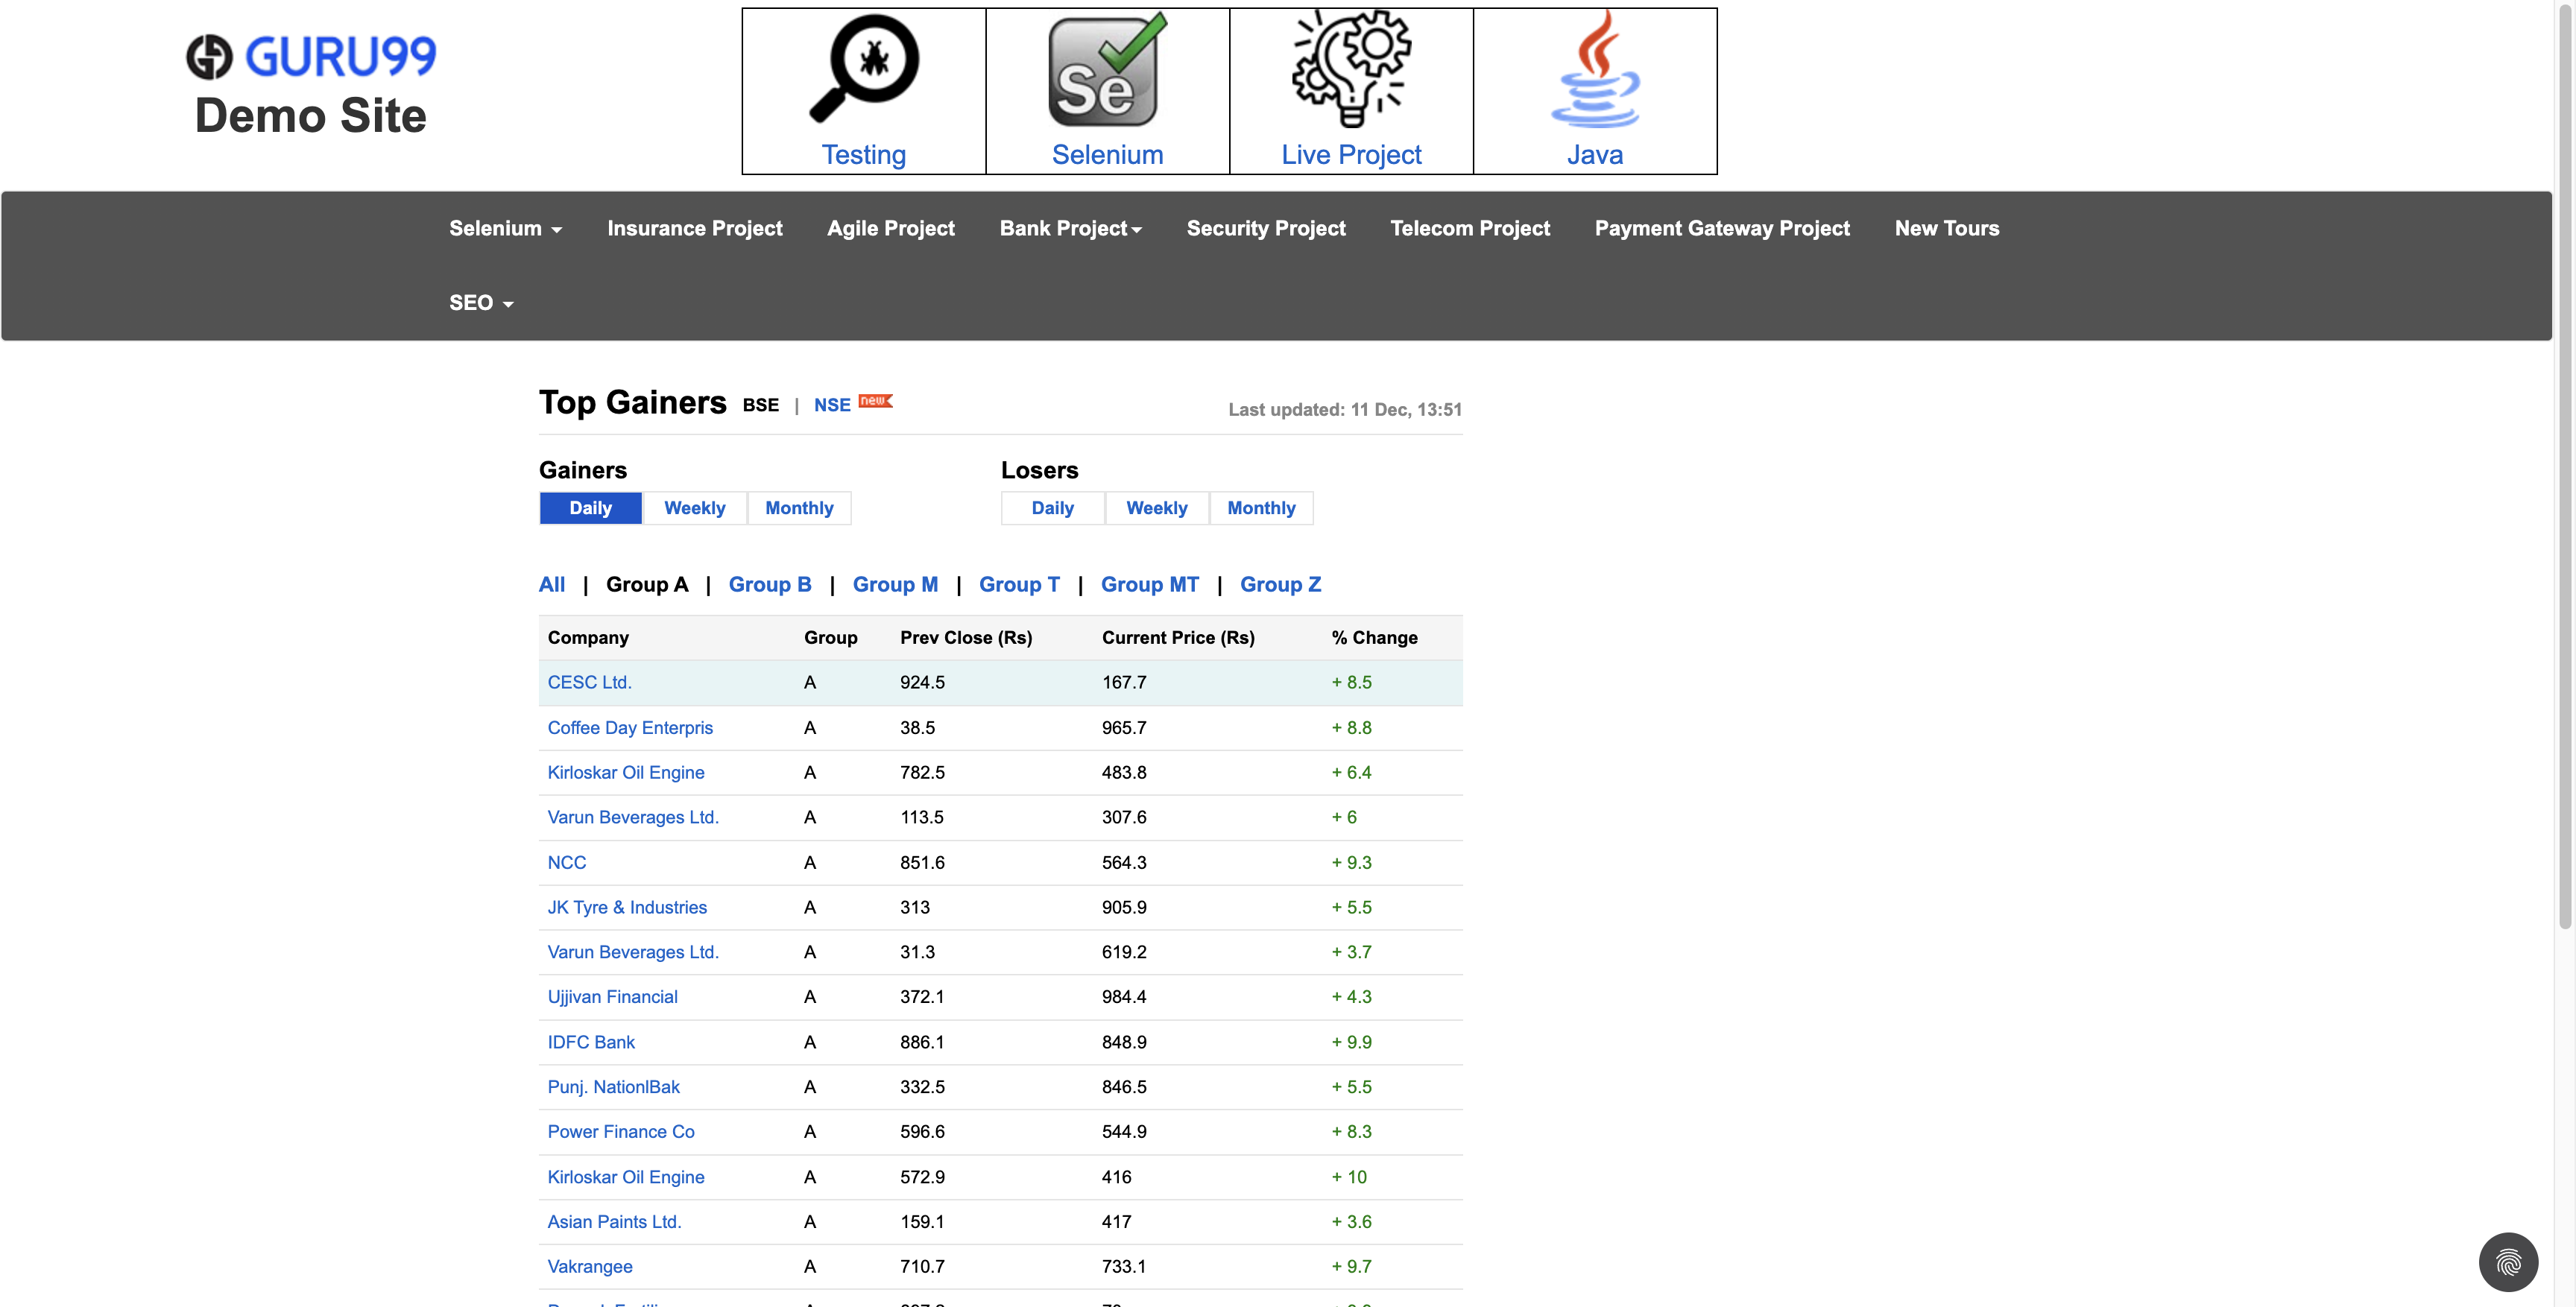 GURU99
Demo Site
Testing
Selenium
Live Project
Java
Selenium
Insurance Project
Agile Project
Bank Project
Security Project
Telecom Project
Payment Gateway Project
New Tours
SEO
Top Gainers BSE | NSE new
Last updated: 11 Dec, 13:51
Gainers
Daily Weekly Monthly
Losers
Daily Weekly Monthly
All | Group A | Group B | Group M | Group T | Group MT | Group Z
Company Group Prev Close (Rs) Current Price (Rs) % Change
CESC Ltd. A 924.5 167.7 + 8.5
Coffee Day Enterpris A 38.5 965.7 + 8.8
Kirloskar Oil Engine A 782.5 483.8 + 6.4
Varun Beverages Ltd. A 113.5 307.6 + 6
NCC A 851.6 564.3 + 9.3
JK Tyre & Industries A 313 905.9 + 5.5
Varun Beverages Ltd. A 31.3 619.2 + 3.7
Ujjivan Financial A 372.1 984.4 + 4.3
IDFC Bank A 886.1 848.9 + 9.9
Punj. NationlBak A 332.5 846.5 + 5.5
Power Finance Co A 596.6 544.9 + 8.3
Kirloskar Oil Engine A 572.9 416 + 10
Asian Paints Ltd. A 159.1 417 + 3.6
Vakrangee A 710.7 733.1 + 9.7